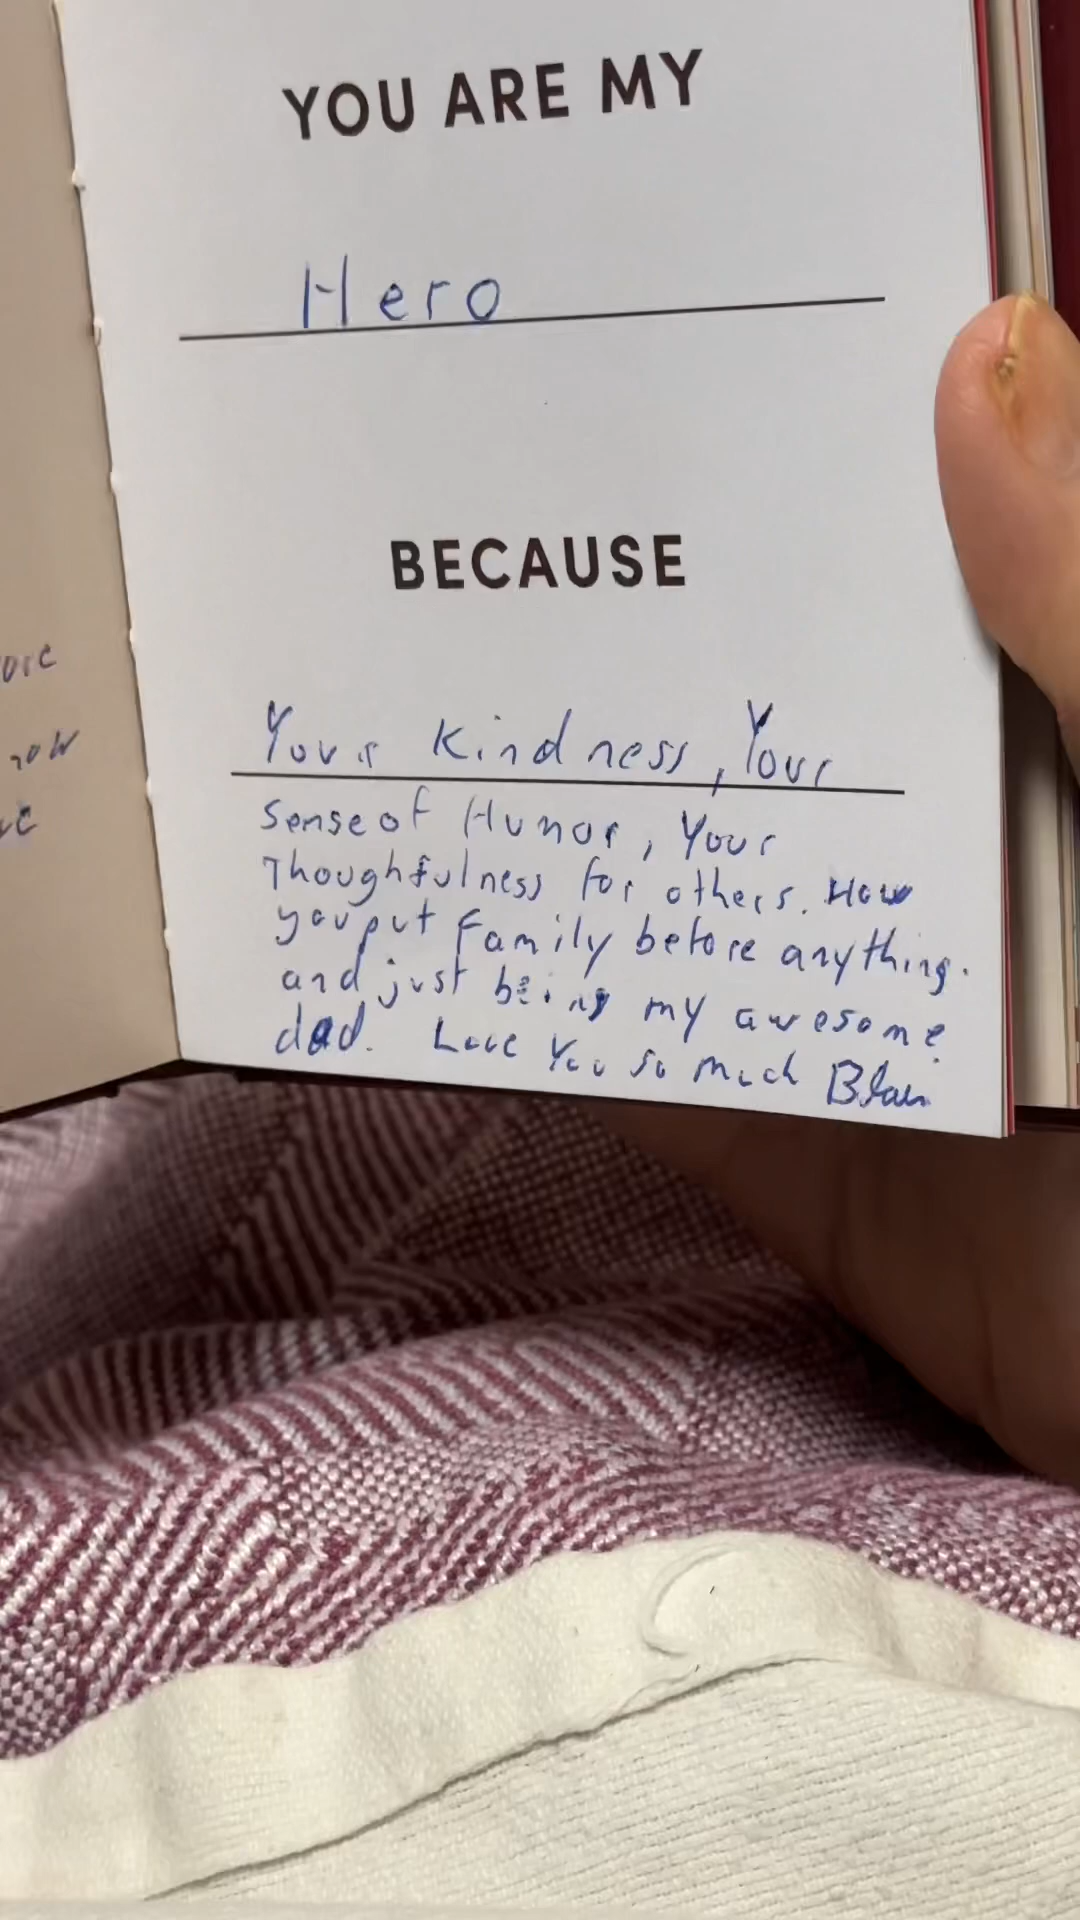 YOU ARE MY
Hero
BECAUSE
Your Kindness, Your
sense of Humor, Your
Thoughtfulness for others. How
you put Family before anything.
and just being my awesome
dad. Love You so much
now